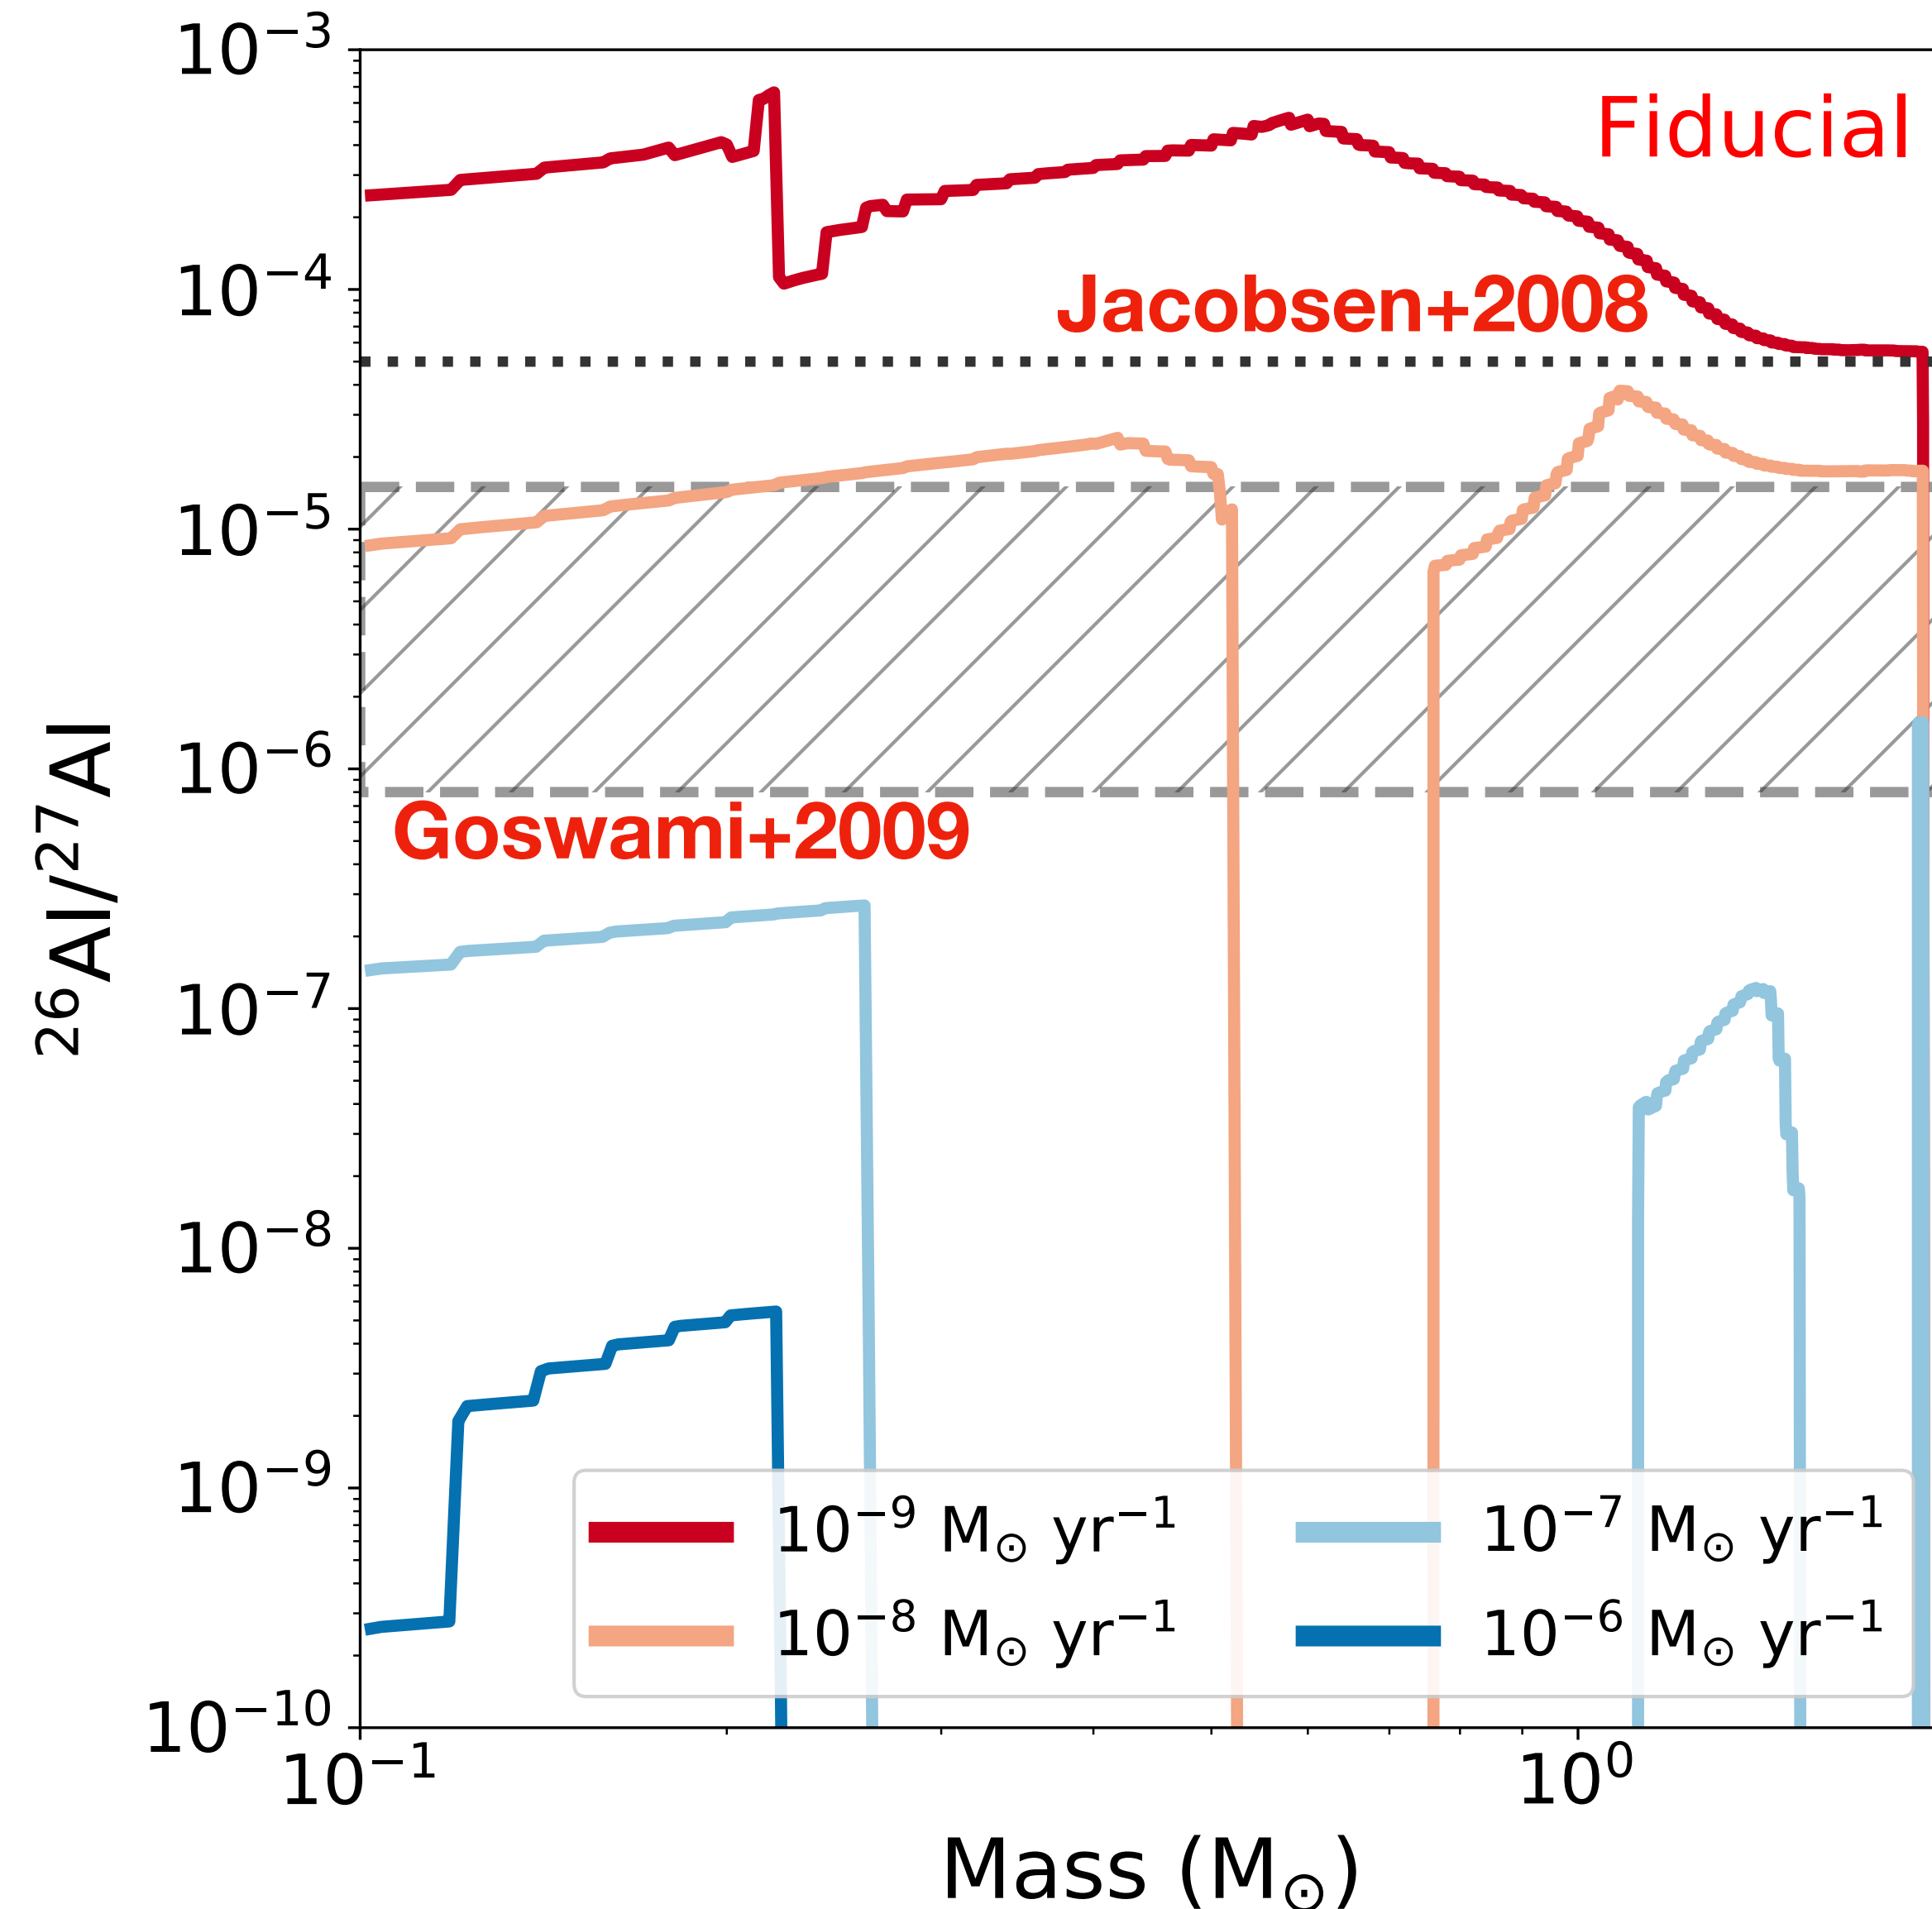 10⁻³
Fiducial
10⁻⁴
Jacobsen+2008
10⁻⁵
10⁻⁶
Goswami+2009
²⁶Al/²⁷Al
10⁻⁷
10⁻⁸
10⁻⁹
10⁻⁹ M☉ yr⁻¹
10⁻⁷ M☉ yr⁻¹
10⁻⁸ M☉ yr⁻¹
10⁻⁶ M☉ yr⁻¹
10⁻¹⁰
10⁻¹
10⁰
Mass (M☉)